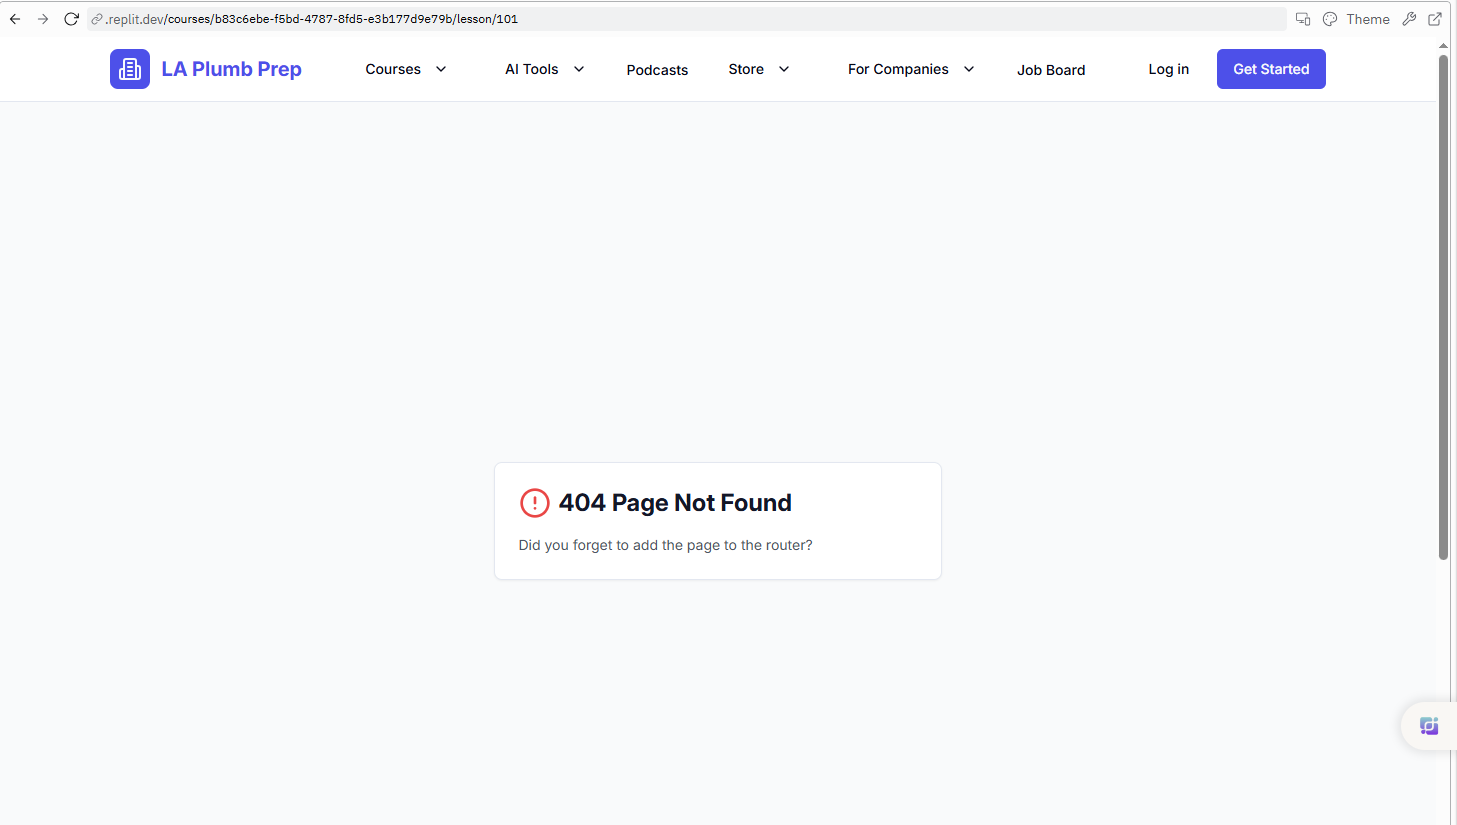 .replit.dev/courses/b83c6ebe-f5bd-4787-8fd5-e3b177d9e79b/lesson/101
Theme
LA Plumb Prep
Courses
AI Tools
Podcasts
Store
For Companies
Job Board
Log in
Get Started
404 Page Not Found
Did you forget to add the page to the router?